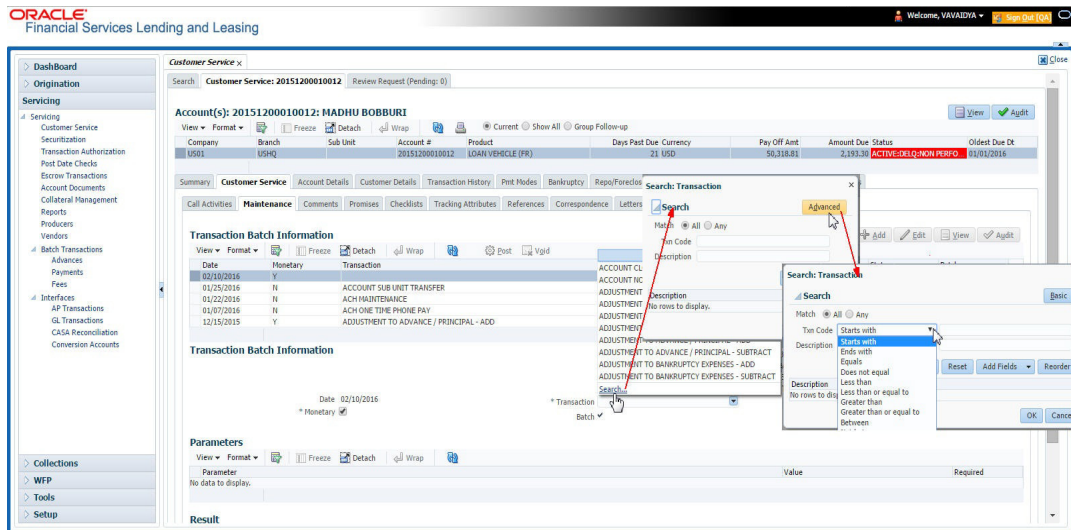 ORACLE
Financial Services Lending and Leasing
Welcome, VAVAIDYA
Sign Out [QA]
DashBoard
Origination
Servicing
Servicing
Customer Service
Securitization
Transaction Authorization
Post Date Checks
Escrow Transactions
Account Documents
Collateral Management
Reports
Producers
Vendors
Batch Transactions
Advances
Payments
Fees
Interfaces
AP Transactions
GL Transactions
CASA Reconciliation
Conversion Accounts
Collections
WFP
Tools
Setup
Customer Service x
Close
Search Customer Service: 20151200010012 Review Request (Pending: 0)
Account(s): 20151200010012: MADHU BOBBURI
View Audit
View Format Freeze Detach Wrap Current Show All Group Follow-up
Company Branch Sub Unit Account # Product Days Past Due Currency Pay Off Amt Amount Due Status Oldest Due Dt
US01 USHQ 20151200010012 LOAN VEHICLE (FR) 21 USD 50,318.81 2,193.30 ACTIVE:DELQ:NON PERFO... 01/01/2016
Summary Customer Service Account Details Customer Details Transaction History Pmt Modes Bankruptcy Repo/Foreclos
Call Activities Maintenance Comments Promises Checklists Tracking Attributes References Correspondence Letters
Transaction Batch Information
Add Edit View Audit
View Format Freeze Detach Wrap Post Void
Date Monetary Transaction
02/10/2016 Y
01/25/2016 N ACCOUNT SUB UNIT TRANSFER
01/22/2016 N ACH MAINTENANCE
01/07/2016 N ACH ONE TIME PHONE PAY
12/15/2015 Y ADJUSTMENT TO ADVANCE / PRINCIPAL - ADD
Transaction Batch Information
Date 02/10/2016
* Monetary
* Transaction
Batch
ACCOUNT CL
ACCOUNT NC
ADJUSTMENT
ADJUSTMENT
ADJUSTMENT
ADJUSTMENT
ADJUSTMENT TO ADVANCE / PRINCIPAL - ADD
ADJUSTMENT TO ADVANCE / PRINCIPAL - SUBTRACT
ADJUSTMENT TO BANKRUPTCY EXPENSES - ADD
ADJUSTMENT TO BANKRUPTCY EXPENSES - SUBTRACT
Search...
Search: Transaction x
Search
Advanced
Match All Any
Txn Code
Description
Description
No rows to display.
Search: Transaction
Search
Basic
Match All Any
Txn Code Starts with
Description
Starts with
Ends with
Equals
Does not equal
Less than
Less than or equal to
Greater than
Greater than or equal to
Between
Reset Add Fields Reorder
Description
No rows to disp
OK Cance
Parameters
View Format Freeze Detach Wrap
Parameter Value Required
No data to display.
Result